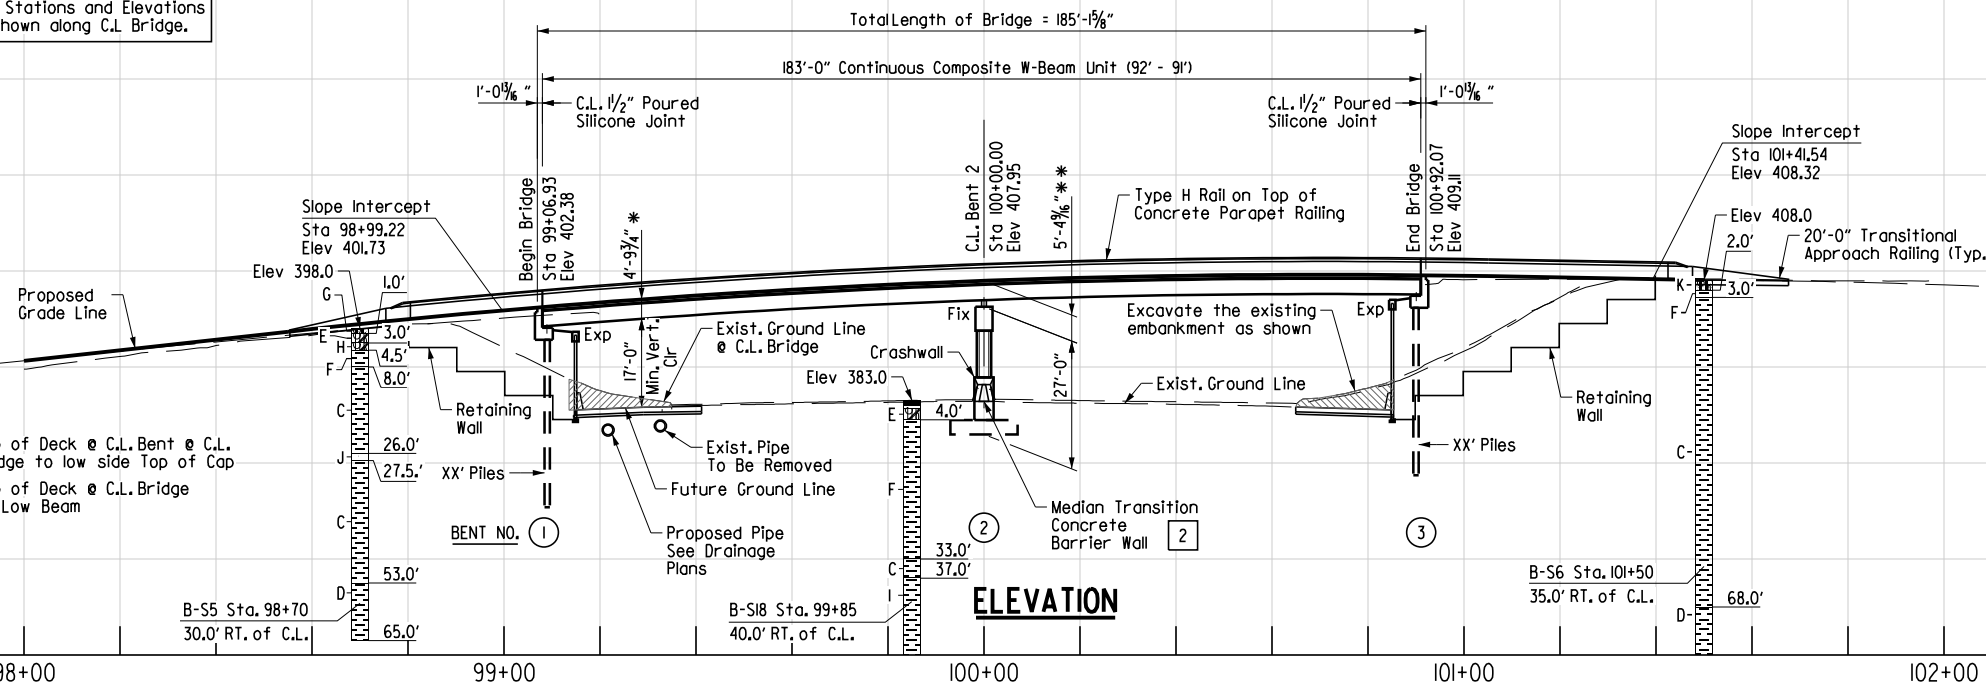 Stations and Elevations
hown along C.L Bridge.
Total Length of Bridge = 185'-1⅝"
183'-0" Continuous Composite W-Beam Unit (92' - 91')
1'-0 13/16 "
C.L. 1½" Poured
Silicone Joint
C.L. 1½" Poured
Silicone Joint
1'-0 13/16 "
Begin Bridge
Sta 99+06.93
Elev 402.38
4'-9¾" *
C.L. Bent 2
Sta 100+00.00
Elev 407.95
5'-4 9/16" * *
Type H Rail on Top of
Concrete Parapet Railing
End Bridge
Sta 100+92.07
Elev 409.11
Slope Intercept
Sta 101+41.54
Elev 408.32
Elev 408.0
2.0'
20'-0" Transitional
Approach Railing (Typ.
K
3.0'
F
Slope Intercept
Sta 98+99.22
Elev 401.73
Elev 398.0
G
1.0'
Proposed
Grade Line
E
3.0'
H
4.5'
F
8.0'
C
Retaining
Wall
Exp
17'-0"
Min. Vert.
Clr
Exist. Ground Line
@ C.L. Bridge
Fix
Crashwall
Elev 383.0
E
4.0'
27'-0"
Excavate the existing
embankment as shown
Exp
Exist. Ground Line
Retaining
Wall
of Deck @ C.L. Bent @ C.L.
dge to low side Top of Cap
of Deck @ C.L. Bridge
Low Beam
26.0'
J
27.5.'
XX' Piles
Exist. Pipe
To Be Removed
Future Ground Line
F
XX' Piles
C
C
BENT NO.
1
Proposed Pipe
See Drainage
Plans
2
Median Transition
Concrete
Barrier Wall
2
3
33.0'
C
37.0'
I
53.0'
D
B-S5 Sta. 98+70
30.0' RT. of C.L.
65.0'
B-S18 Sta. 99+85
40.0' RT. of C.L.
ELEVATION
B-S6 Sta. 101+50
35.0' RT. of C.L.
68.0'
D
98+00
99+00
100+00
101+00
102+00